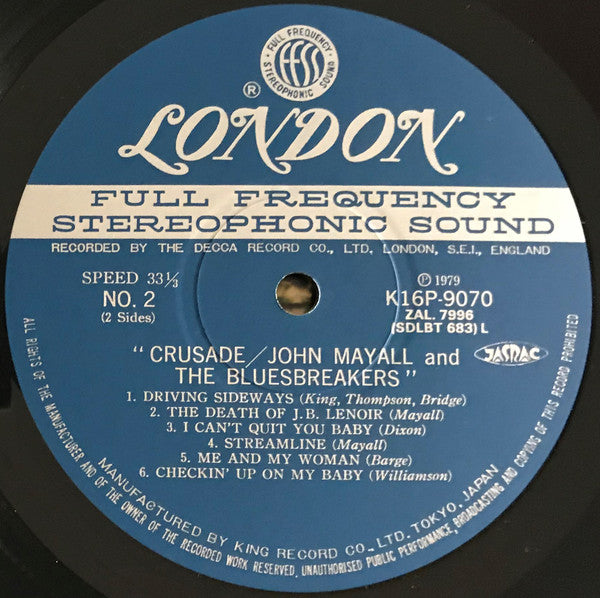 FULL FREQUENCY
ffss
STEREOPHONIC SOUND
®
LONDON
FULL FREQUENCY
STEREOPHONIC SOUND
RECORDED BY THE DECCA RECORD CO., LTD, LONDON, S.E.I., ENGLAND
SPEED 33⅓
NO. 2
(2 Sides)
Ⓟ 1979
K16P-9070
ZAL. 7996
(SDLBT 683) L
JASRAC
"CRUSADE/JOHN MAYALL and
THE BLUESBREAKERS"
1. DRIVING SIDEWAYS (King, Thompson, Bridge)
2. THE DEATH OF J.B. LENOIR (Mayall)
3. I CAN'T QUIT YOU BABY (Dixon)
4. STREAMLINE (Mayall)
5. ME AND MY WOMAN (Barge)
6. CHECKIN' UP ON MY BABY (Williamson)
MANUFACTURED BY KING RECORD CO., LTD. TOKYO, JAPAN
ALL RIGHTS OF THE MANUFACTURER AND OF THE OWNER OF THE RECORDED WORK RESERVED. UNAUTHORISED PUBLIC PERFORMANCE, BROADCASTING AND COPYING OF THIS RECORD PROHIBITED